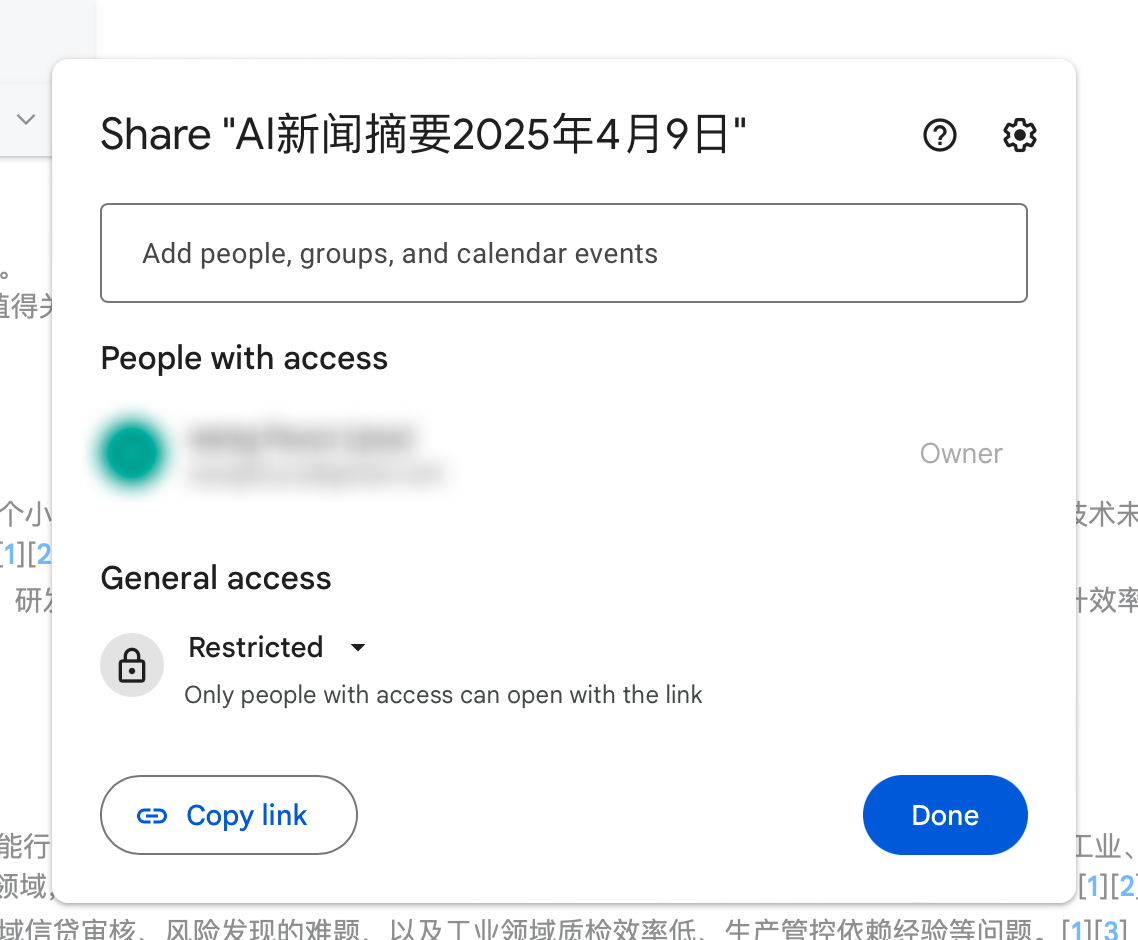 Share "AI新闻摘要2025年4月9日"
Add people, groups, and calendar events
。
值得关
People with access
Owner
个小
技术未
[1][2
研发
升效率
General access
Restricted
Only people with access can open with the link
Copy link
Done
能行
工业、
领域,
[1][2]
域信贷审核、风险发现的难题，以及工业领域质检效率低、生产管控依赖经验等问题。[1][3]